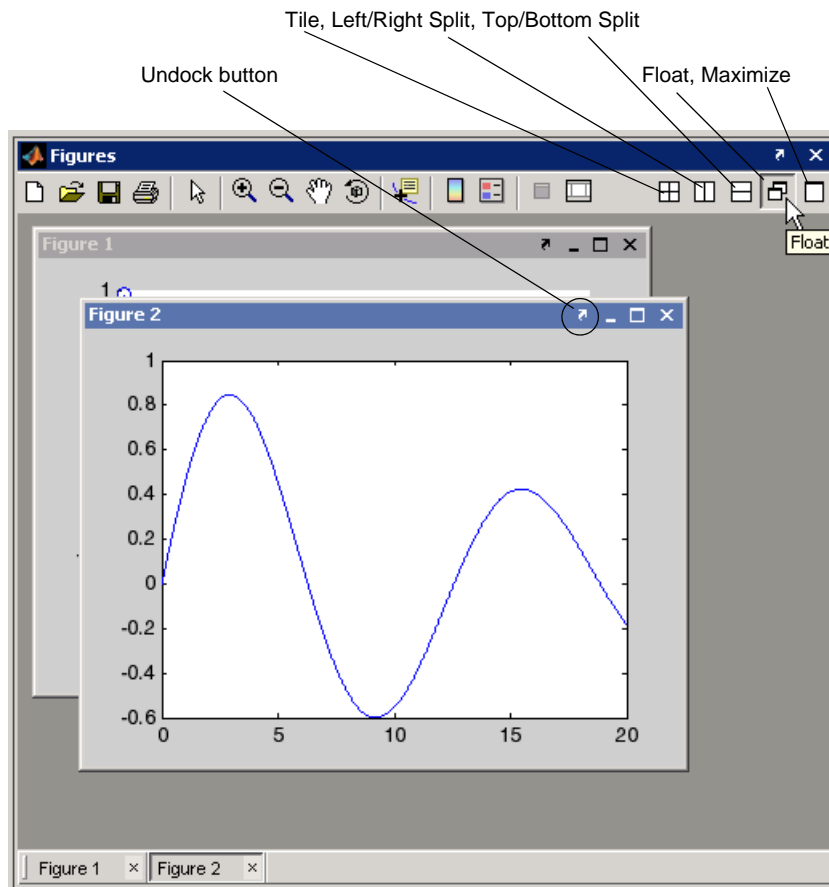 Tile, Left/Right Split, Top/Bottom Split
Undock button
Float, Maximize
Figures
Float
Figure 1
1
Figure 2
1
0.8
0.6
0.4
0.2
0
-0.2
-0.4
-0.6
0 5 10 15 20
Figure 1 Figure 2